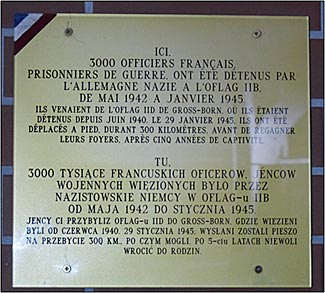 ICI,
3000 OFFICIERS FRANÇAIS,
PRISONNIERS DE GUERRE, ONT ÉTÉ DÉTENUS PAR
L'ALLEMAGNE NAZIE A L'OFLAG IIB,
DE MAI 1942 A JANVIER 1945.
ILS VENAIENT DE L'OFLAG IID DE GROSS-BORN, OÙ ILS ÉTAIENT
DÉTENUS DEPUIS JUIN 1940. LE 29 JANVIER 1945, ILS ONT ÉTÉ
DÉPLACÉS A PIED, DURANT 300 KILOMÈTRES, AVANT DE REGAGNER
LEURS FOYERS, APRÈS CINQ ANNÉES DE CAPTIVITÉ.
TU,
3000 TYSIĄCE FRANCUSKICH OFICERÓW, JEŃCÓW
WOJENNYCH WIĘZIONYCH BYŁO PRZEZ
NAZISTOWSKIE NIEMCY W OFLAG-u IIB
OD MAJA 1942 DO STYCZNIA 1945.
JEŃCY CI PRZYBYLIZ OFLAG-u IID DO GROSS-BORN, GDZIE WIEZIENI
BYLI OD CZERWCA 1940. 29 STYCZNIA 1945, WYSŁANI ZOSTALI PIESZO
NA PRZEBYCIE 300 KM., PO CZYM MOGLI, PO 5-ciu LATACH NIEWOLI
WRÓCIĆ DO RODZIN.